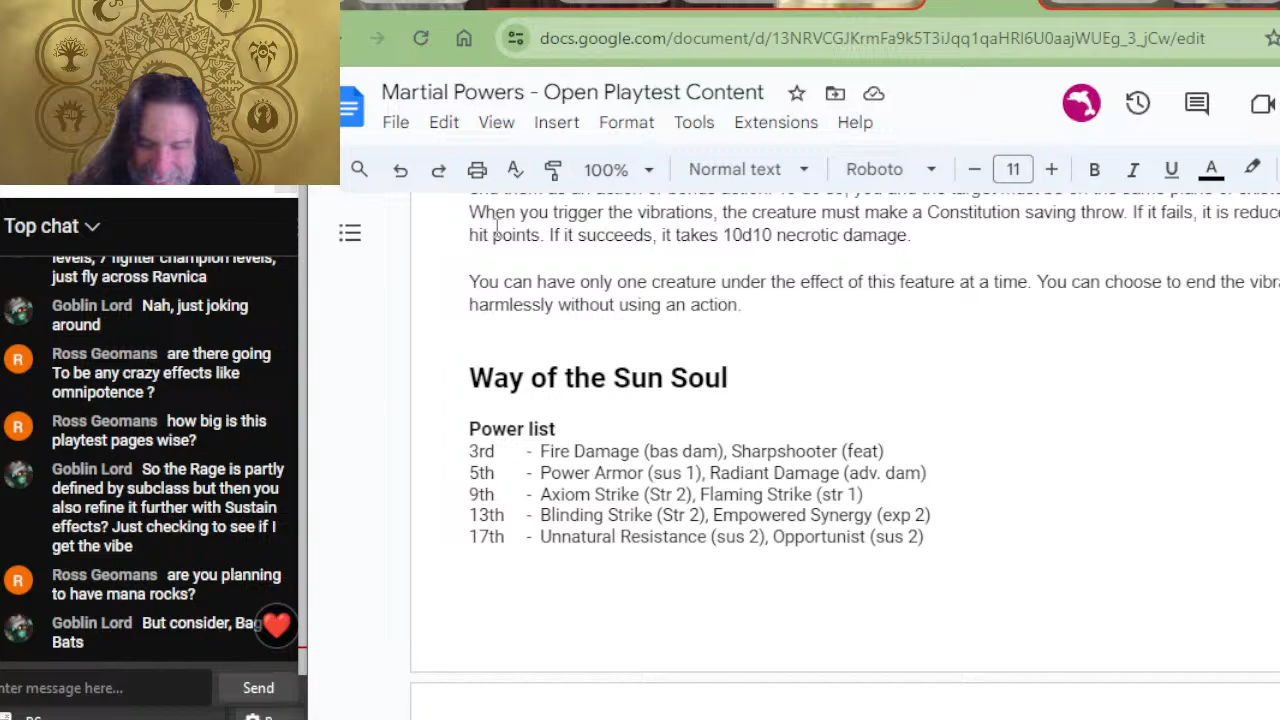 docs.google.com/document/d/13NRVCGJKrmFa9k5T3iJqq1qaHRl6U0aajWUEg_3_jCw/edit
Martial Powers - Open Playtest Content
File Edit View Insert Format Tools Extensions Help
100% Normal text Roboto 11 B I U A
When you trigger the vibrations, the creature must make a Constitution saving throw. If it fails, it is reduce
hit points. If it succeeds, it takes 10d10 necrotic damage.
You can have only one creature under the effect of this feature at a time. You can choose to end the vibra
harmlessly without using an action.
Way of the Sun Soul
Power list
3rd - Fire Damage (bas dam), Sharpshooter (feat)
5th - Power Armor (sus 1), Radiant Damage (adv. dam)
9th - Axiom Strike (Str 2), Flaming Strike (str 1)
13th - Blinding Strike (Str 2), Empowered Synergy (exp 2)
17th - Unnatural Resistance (sus 2), Opportunist (sus 2)
Top chat
levels, 7 fighter champion levels,
just fly across Ravnica
Goblin Lord Nah, just joking
around
R Ross Geomans are there going
To be any crazy effects like
omnipotence ?
R Ross Geomans how big is this
playtest pages wise?
Goblin Lord So the Rage is partly
defined by subclass but then you
also refine it further with Sustain
effects? Just checking to see if I
get the vibe
R Ross Geomans are you planning
to have mana rocks?
Goblin Lord But consider, Bag
Bats
nter message here... Send